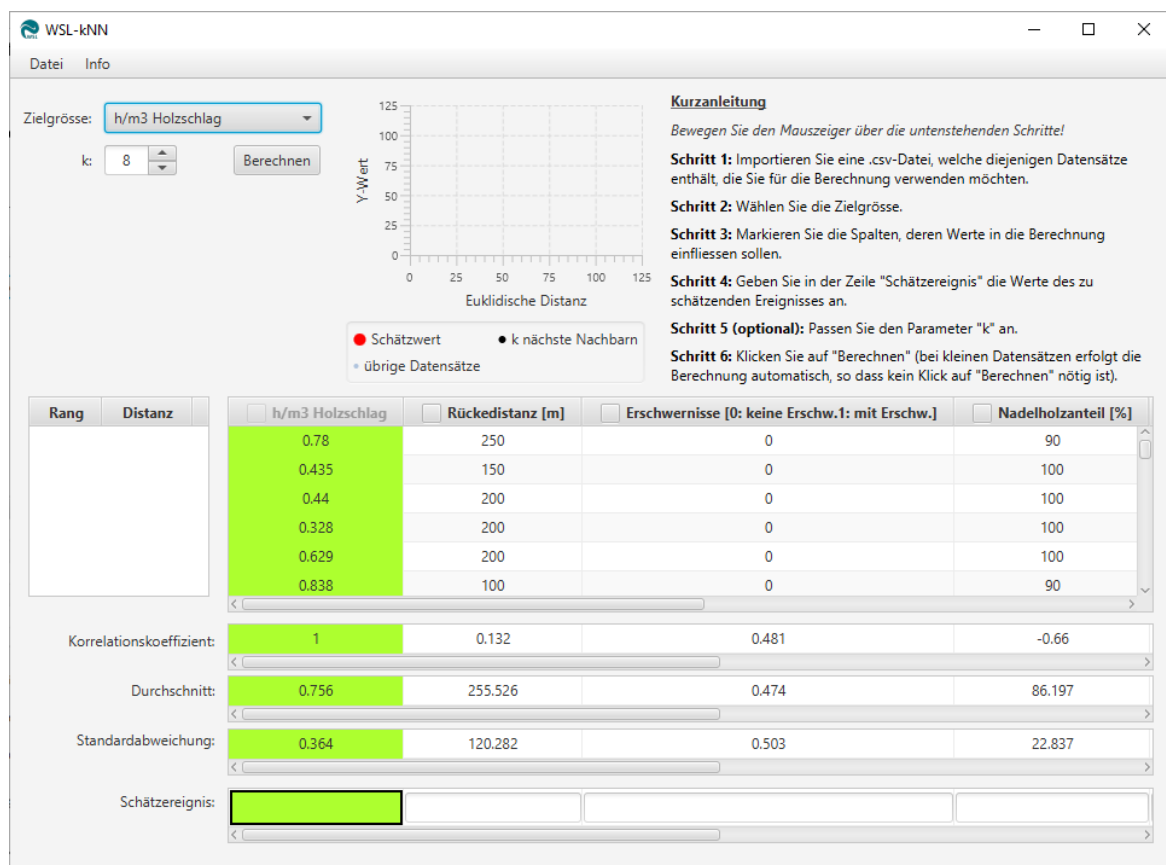 WSL-kNN
Datei Info
Zielgrösse: h/m3 Holzschlag
k: 8 Berechnen
125
100
75
50
25
0
Y-Wert
0 25 50 75 100 125
Euklidische Distanz
Schätzwert k nächste Nachbarn
übrige Datensätze
Kurzanleitung
Bewegen Sie den Mauszeiger über die untenstehenden Schritte!
Schritt 1: Importieren Sie eine .csv-Datei, welche diejenigen Datensätze
enthält, die Sie für die Berechnung verwenden möchten.
Schritt 2: Wählen Sie die Zielgrösse.
Schritt 3: Markieren Sie die Spalten, deren Werte in die Berechnung
einfliessen sollen.
Schritt 4: Geben Sie in der Zeile "Schätzereignis" die Werte des zu
schätzenden Ereignisses an.
Schritt 5 (optional): Passen Sie den Parameter "k" an.
Schritt 6: Klicken Sie auf "Berechnen" (bei kleinen Datensätzen erfolgt die
Berechnung automatisch, so dass kein Klick auf "Berechnen" nötig ist).
Rang Distanz
h/m3 Holzschlag Rückedistanz [m] Erschwernisse [0: keine Erschw.1: mit Erschw.] Nadelholzanteil [%]
0.78 250 0 90
0.435 150 0 100
0.44 200 0 100
0.328 200 0 100
0.629 200 0 100
0.838 100 0 90
Korrelationskoeffizient: 1 0.132 0.481 -0.66
Durchschnitt: 0.756 255.526 0.474 86.197
Standardabweichung: 0.364 120.282 0.503 22.837
Schätzereignis: